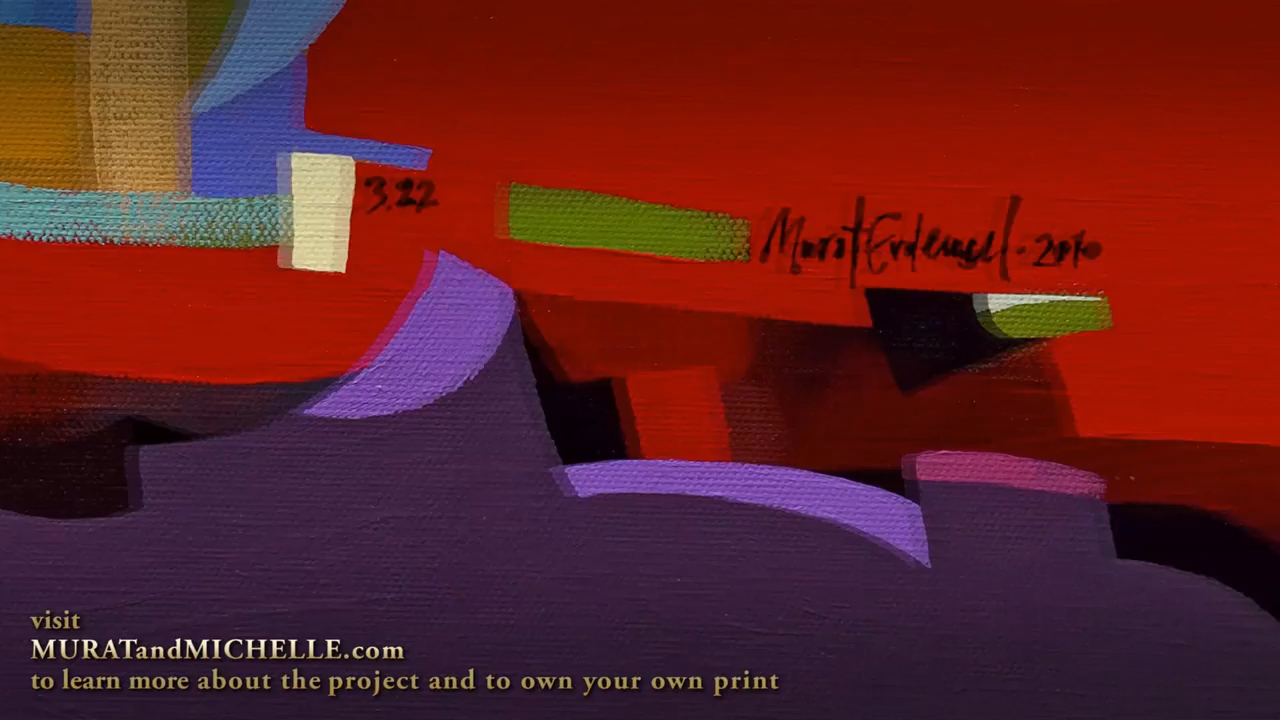 3.22
Murat Erdemsel. 2010
visit
MURATandMICHELLE.com
to learn more about the project and to own your own print